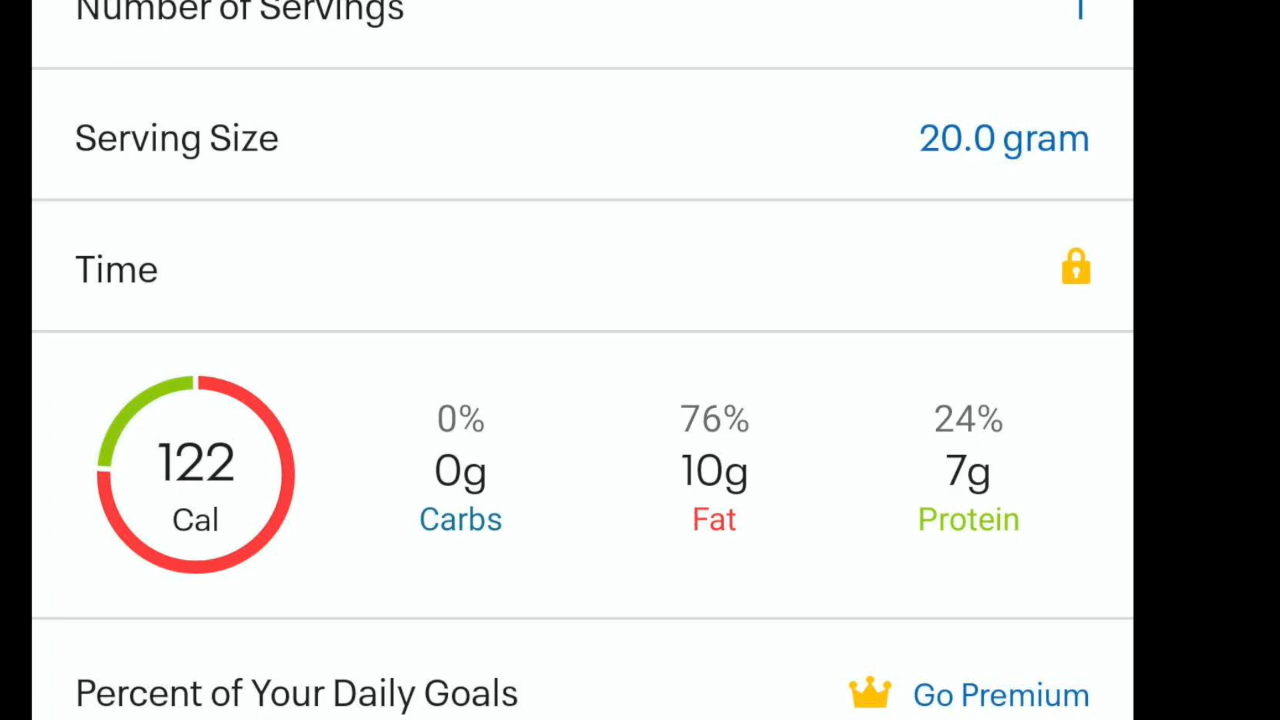 Number of Servings 1
Serving Size 20.0 gram
Time
122
Cal
0% 76% 24%
0g 10g 7g
Carbs Fat Protein
Percent of Your Daily Goals Go Premium